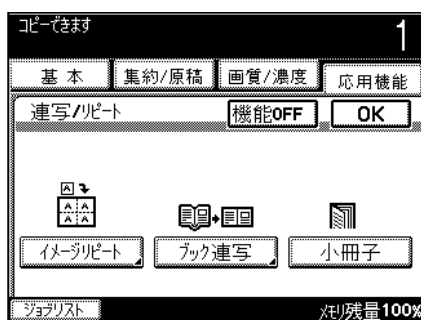 コピーできます
1
基本 集約/原稿 画質/濃度 応用機能
連写/リピート 機能OFF OK
イメージリピート ブック連写 小冊子
ジョブリスト メモリ残量100%